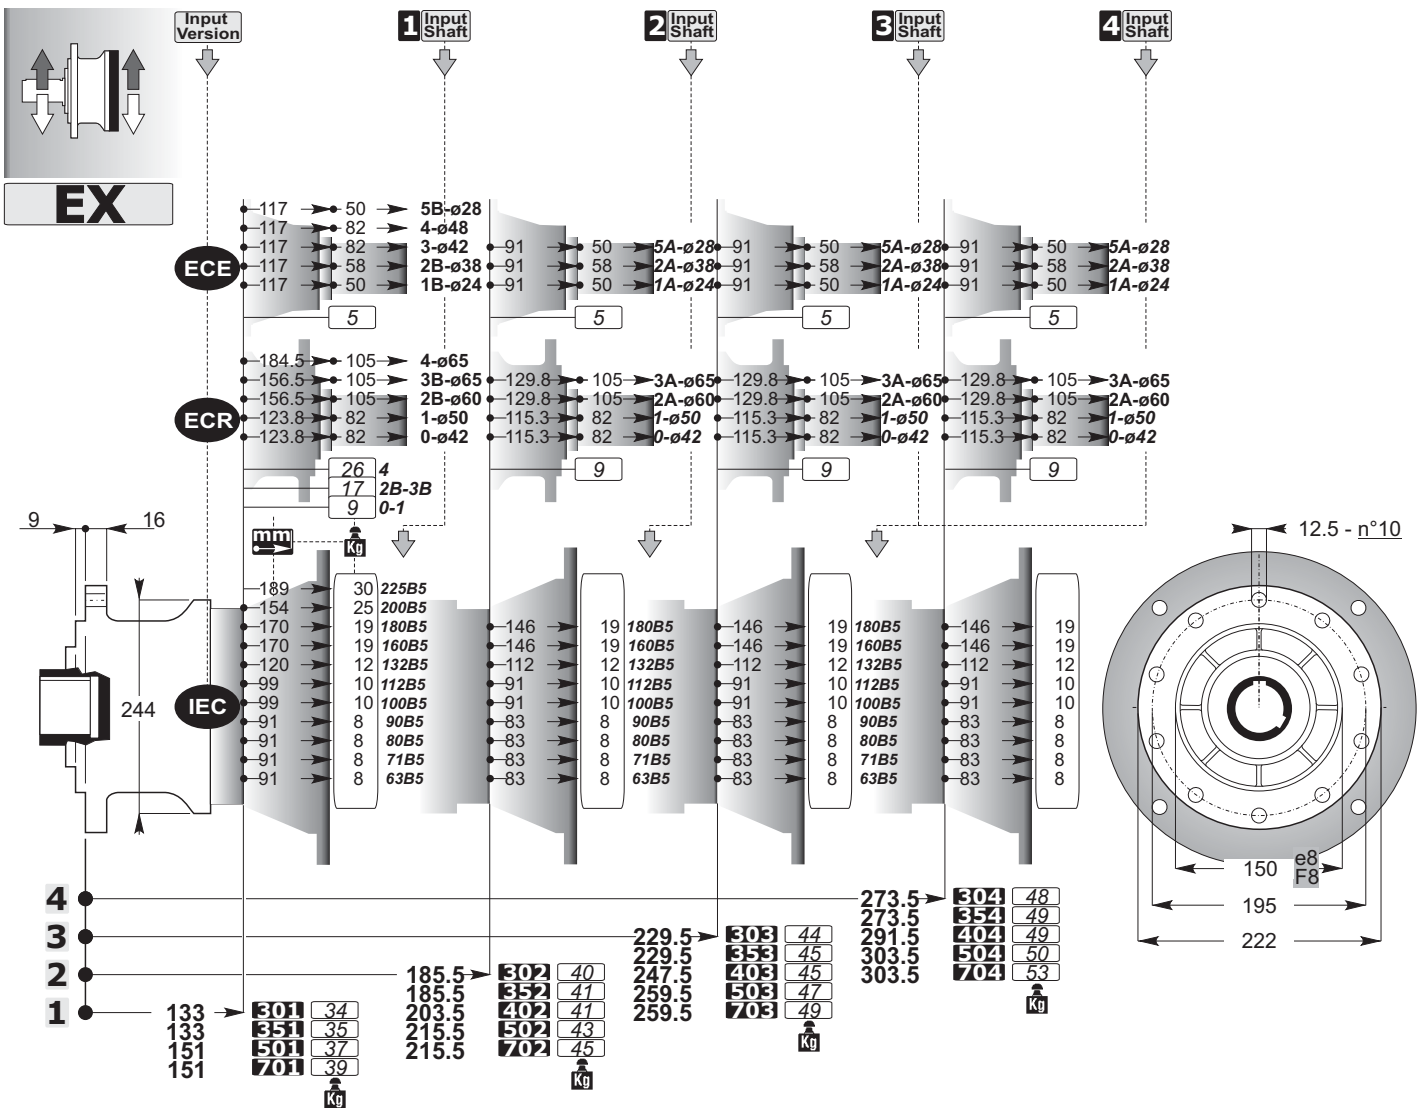 Input Version
1 Input Shaft
2 Input Shaft
3 Input Shaft
4 Input Shaft
EX
ECE
117 50 5B-ø28
117 82 4-ø48
117 82 3-ø42 91 50 5A-ø28 91 50 5A-ø28 91 50 5A-ø28
117 58 2B-ø38 91 58 2A-ø38 91 58 2A-ø38 91 58 2A-ø38
117 50 1B-ø24 91 50 1A-ø24 91 50 1A-ø24 91 50 1A-ø24
5 5 5 5
ECR
184.5 105 4-ø65
156.5 105 3B-ø65 129.8 105 3A-ø65 129.8 105 3A-ø65 129.8 105 3A-ø65
156.5 105 2B-ø60 129.8 105 2A-ø60 129.8 105 2A-ø60 129.8 105 2A-ø60
123.8 82 1-ø50 115.3 82 1-ø50 115.3 82 1-ø50 115.3 82 1-ø50
123.8 82 0-ø42 115.3 82 0-ø42 115.3 82 0-ø42 115.3 82 0-ø42
26 4 9 9 9
17 2B-3B
9 0-1
9 16
mm Kg
12.5 - n°10
IEC
244
189 30 225B5
154 25 200B5
170 19 180B5 146 19 180B5 146 19 180B5 146 19
170 19 160B5 146 19 160B5 146 19 160B5 146 19
120 12 132B5 112 12 132B5 112 12 132B5 112 12
99 10 112B5 91 10 112B5 91 10 112B5 91 10
99 10 100B5 91 10 100B5 91 10 100B5 91 10
91 8 90B5 83 8 90B5 83 8 90B5 83 8
91 8 80B5 83 8 80B5 83 8 80B5 83 8
91 8 71B5 83 8 71B5 83 8 71B5 83 8
91 8 63B5 83 8 63B5 83 8 63B5 83 8
150 e8 F8
195
222
4
273.5 304 48
273.5 354 49
291.5 404 49
303.5 504 50
303.5 704 53
Kg
3
229.5 303 44
229.5 353 45
247.5 403 45
259.5 503 47
259.5 703 49
Kg
2
185.5 302 40
185.5 352 41
203.5 402 41
215.5 502 43
215.5 702 45
Kg
1
133 301 34
133 351 35
151 501 37
151 701 39
Kg